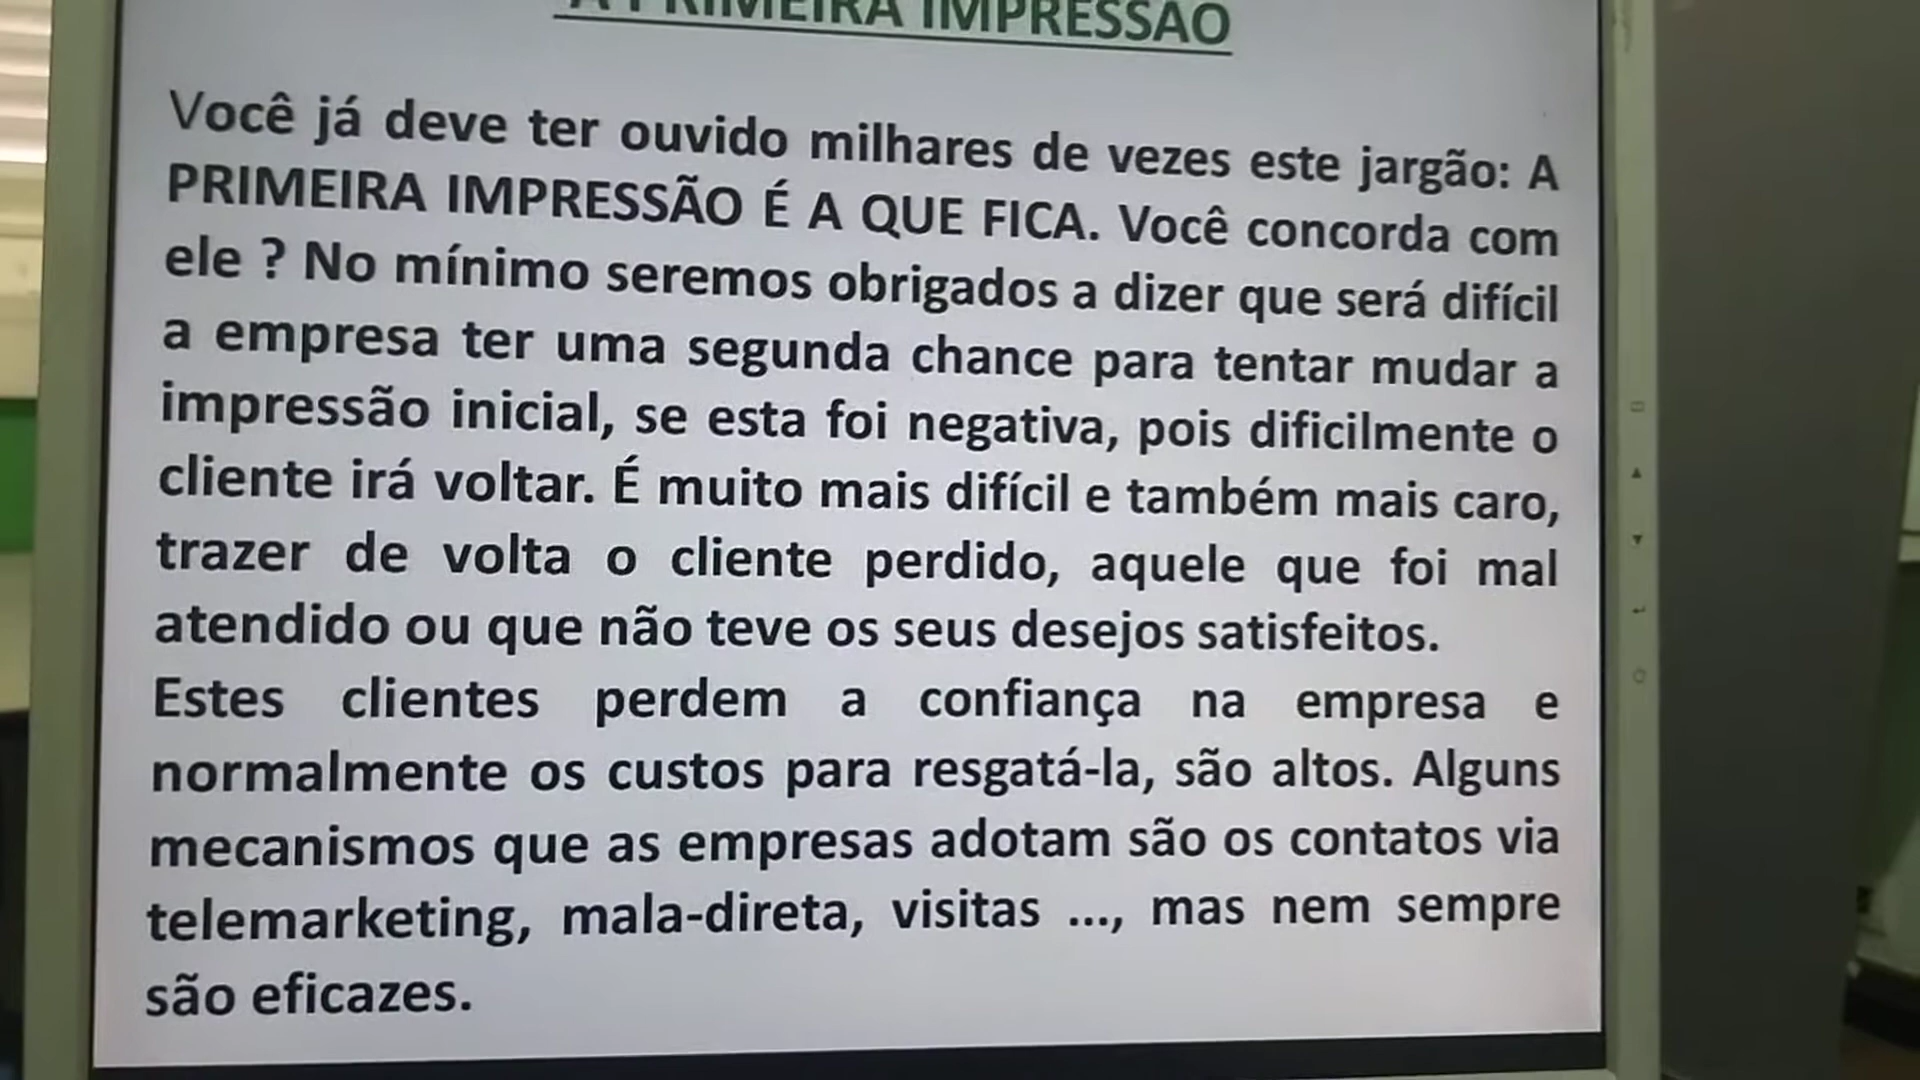 A PRIMEIRA IMPRESSÃO
Você já deve ter ouvido milhares de vezes este jargão: A
PRIMEIRA IMPRESSÃO É A QUE FICA. Você concorda com
ele ? No mínimo seremos obrigados a dizer que será difícil
a empresa ter uma segunda chance para tentar mudar a
impressão inicial, se esta foi negativa, pois dificilmente o
cliente irá voltar. É muito mais difícil e também mais caro,
trazer de volta o cliente perdido, aquele que foi mal
atendido ou que não teve os seus desejos satisfeitos.
Estes clientes perdem a confiança na empresa e
normalmente os custos para resgatá-la, são altos. Alguns
mecanismos que as empresas adotam são os contatos via
telemarketing, mala-direta, visitas ..., mas nem sempre
são eficazes.